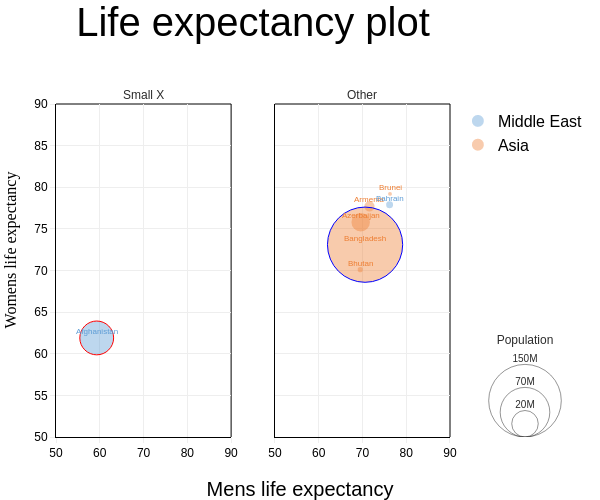 Life expectancy plot
Small X
Other
90
85
80
75
70
65
60
55
50
Womens life expectancy
50 60 70 80 90
50 60 70 80 90
Mens life expectancy
Afghanistan
Brunei
Armenia
Bahrain
Azerbaijan
Bangladesh
Bhutan
Middle East
Asia
Population
150M
70M
20M